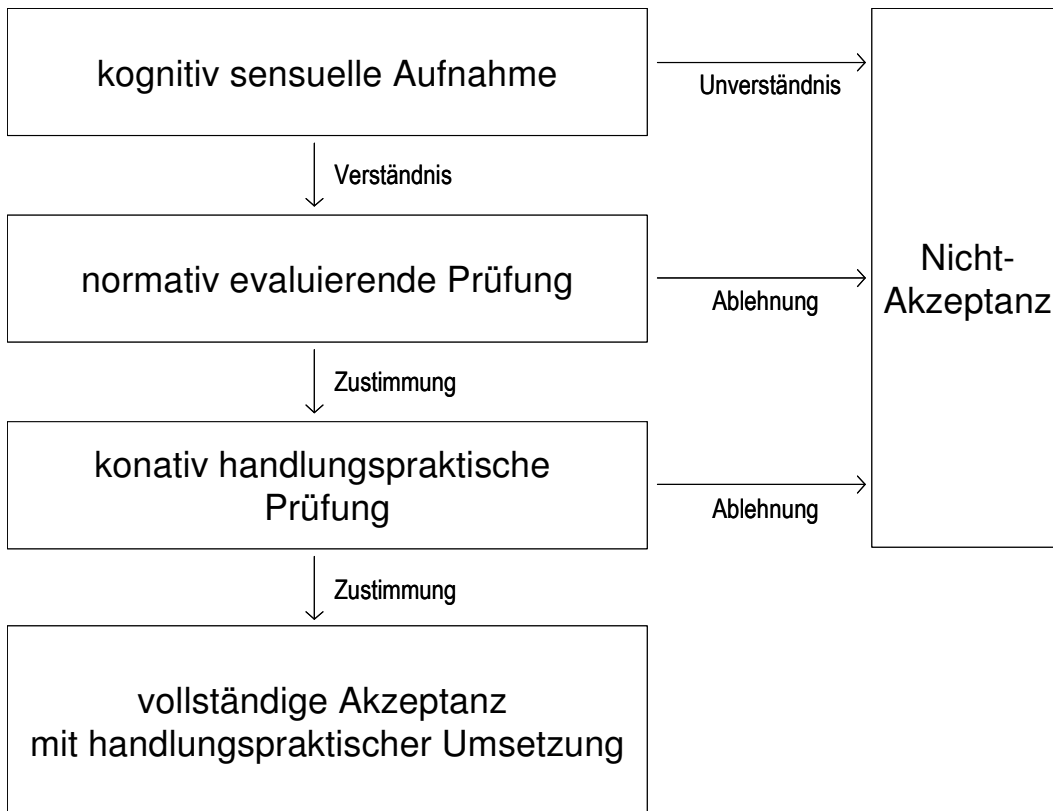 kognitiv sensuelle Aufnahme
Unverständnis
Verständnis
normativ evaluierende Prüfung
Ablehnung
Nicht-
Akzeptanz
Zustimmung
konativ handlungspraktische
Prüfung
Ablehnung
Zustimmung
vollständige Akzeptanz
mit handlungspraktischer Umsetzung